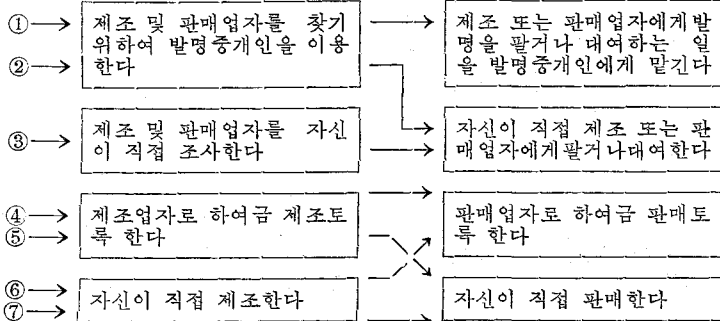 ① 제조 및 판매업자를 찾기
위하여 발명중개인을 이용
② 한다
제조 또는 판매업자에게발
명을 팔거나 대여하는 일
을 발명중개인에게 맡긴다
③ 제조 및 판매업자를 자신
이 직접 조사한다
자신이 직접 제조 또는 판
매업자에게팔거나대여한다
④ 제조업자로 하여금 제조토
⑤ 록 한다
판매업자로 하여금 판매토
록 한다
⑥
⑦ 자신이 직접 제조한다
자신이 직접 판매한다